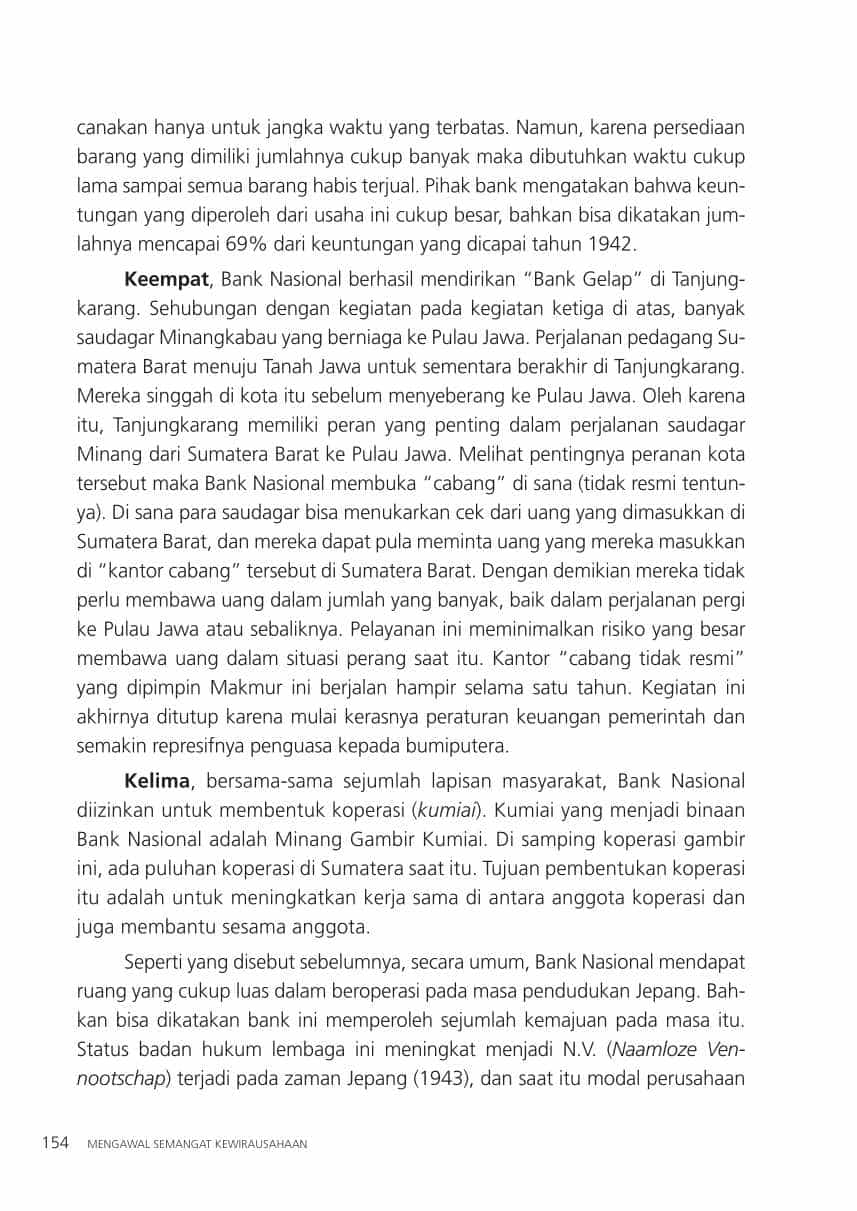 canakan hanya untuk jangka waktu yang terbatas. Namun, karena persediaan
barang yang dimiliki jumlahnya cukup banyak maka dibutuhkan waktu cukup
lama sampai semua barang habis terjual. Pihak bank mengatakan bahwa keun-
tungan yang diperoleh dari usaha ini cukup besar, bahkan bisa dikatakan jum-
lahnya mencapai 69% dari keuntungan yang dicapai tahun 1942.
Keempat, Bank Nasional berhasil mendirikan “Bank Gelap” di Tanjung-
karang. Sehubungan dengan kegiatan pada kegiatan ketiga di atas, banyak
saudagar Minangkabau yang berniaga ke Pulau Jawa. Perjalanan pedagang Su-
matera Barat menuju Tanah Jawa untuk sementara berakhir di Tanjungkarang.
Mereka singgah di kota itu sebelum menyeberang ke Pulau Jawa. Oleh karena
itu, Tanjungkarang memiliki peran yang penting dalam perjalanan saudagar
Minang dari Sumatera Barat ke Pulau Jawa. Melihat pentingnya peranan kota
tersebut maka Bank Nasional membuka “cabang” di sana (tidak resmi tentun-
ya). Di sana para saudagar bisa menukarkan cek dari uang yang dimasukkan di
Sumatera Barat, dan mereka dapat pula meminta uang yang mereka masukkan
di “kantor cabang” tersebut di Sumatera Barat. Dengan demikian mereka tidak
perlu membawa uang dalam jumlah yang banyak, baik dalam perjalanan pergi
ke Pulau Jawa atau sebaliknya. Pelayanan ini meminimalkan risiko yang besar
membawa uang dalam situasi perang saat itu. Kantor “cabang tidak resmi”
yang dipimpin Makmur ini berjalan hampir selama satu tahun. Kegiatan ini
akhirnya ditutup karena mulai kerasnya peraturan keuangan pemerintah dan
semakin represifnya penguasa kepada bumiputera.
Kelima, bersama-sama sejumlah lapisan masyarakat, Bank Nasional
diizinkan untuk membentuk koperasi (kumiai). Kumiai yang menjadi binaan
Bank Nasional adalah Minang Gambir Kumiai. Di samping koperasi gambir
ini, ada puluhan koperasi di Sumatera saat itu. Tujuan pembentukan koperasi
itu adalah untuk meningkatkan kerja sama di antara anggota koperasi dan
juga membantu sesama anggota.
Seperti yang disebut sebelumnya, secara umum, Bank Nasional mendapat
ruang yang cukup luas dalam beroperasi pada masa pendudukan Jepang. Bah-
kan bisa dikatakan bank ini memperoleh sejumlah kemajuan pada masa itu.
Status badan hukum lembaga ini meningkat menjadi N.V. (Naamloze Ven-
nootschap) terjadi pada zaman Jepang (1943), dan saat itu modal perusahaan
154 MENGAWAL SEMANGAT KEWIRAUSAHAAN